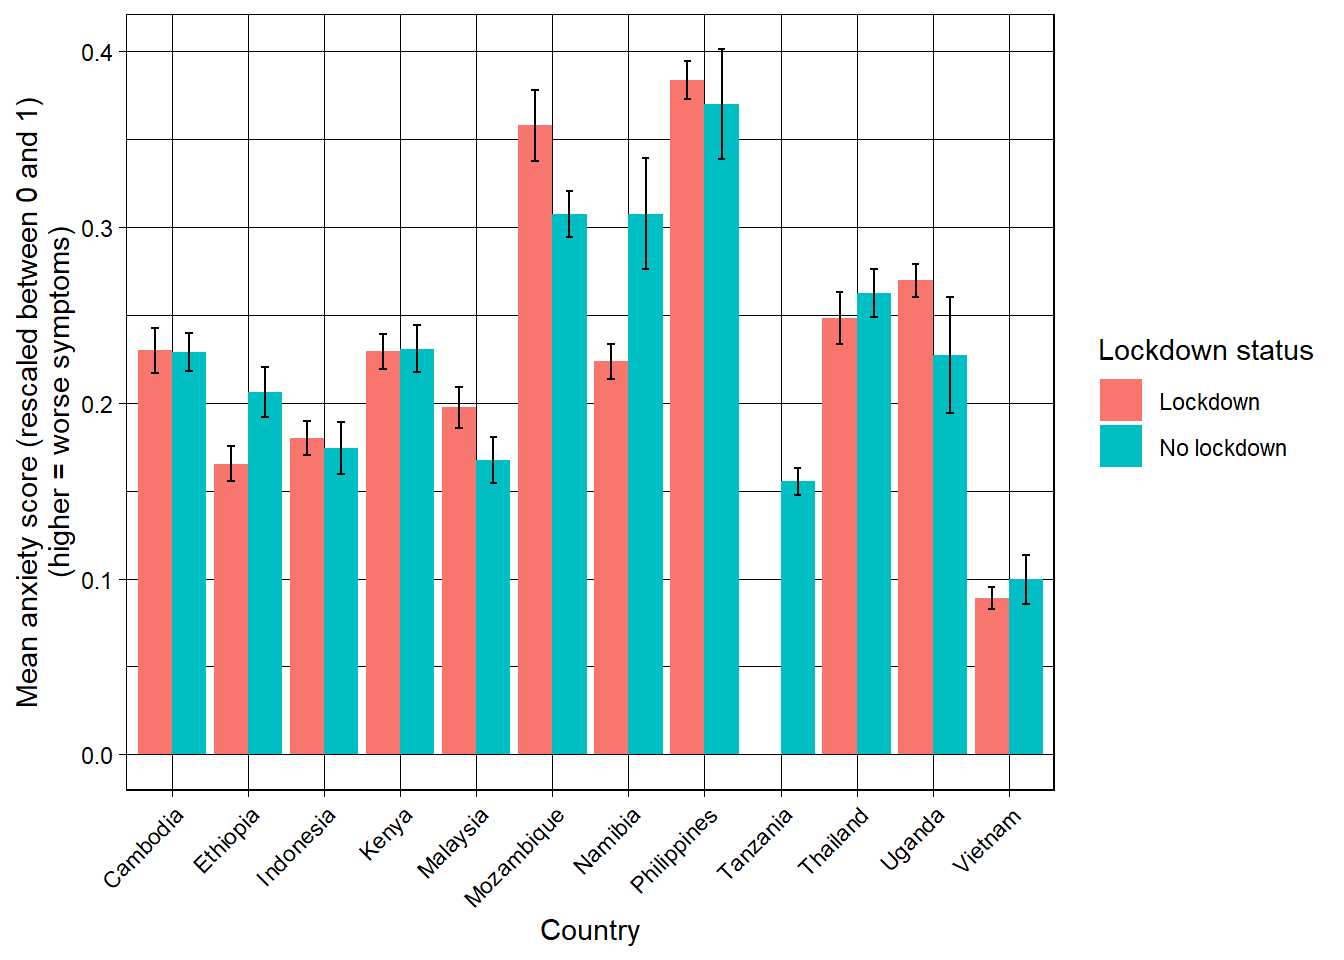 Mean anxiety score (rescaled between 0 and 1)
(higher = worse symptoms)
0.4
0.3
0.2
0.1
0.0
Cambodia
Ethiopia
Indonesia
Kenya
Malaysia
Mozambique
Namibia
Philippines
Tanzania
Thailand
Uganda
Vietnam
Country
Lockdown status
Lockdown
No lockdown